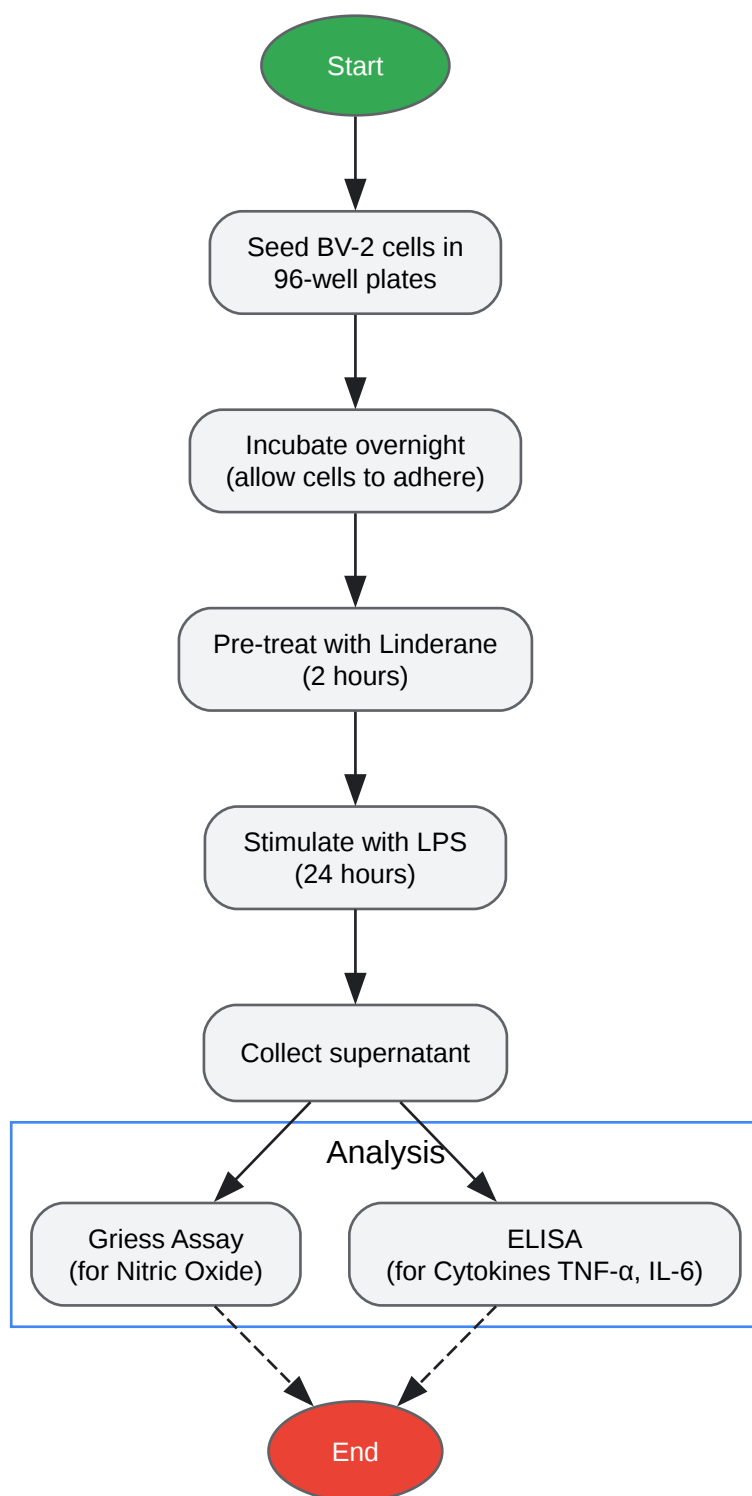 Start
Seed BV-2 cells in
96-well plates
Incubate overnight
(allow cells to adhere)
Pre-treat with Linderane
(2 hours)
Stimulate with LPS
(24 hours)
Collect supernatant
Analysis
Griess Assay
(for Nitric Oxide)
ELISA
(for Cytokines TNF-α, IL-6)
End